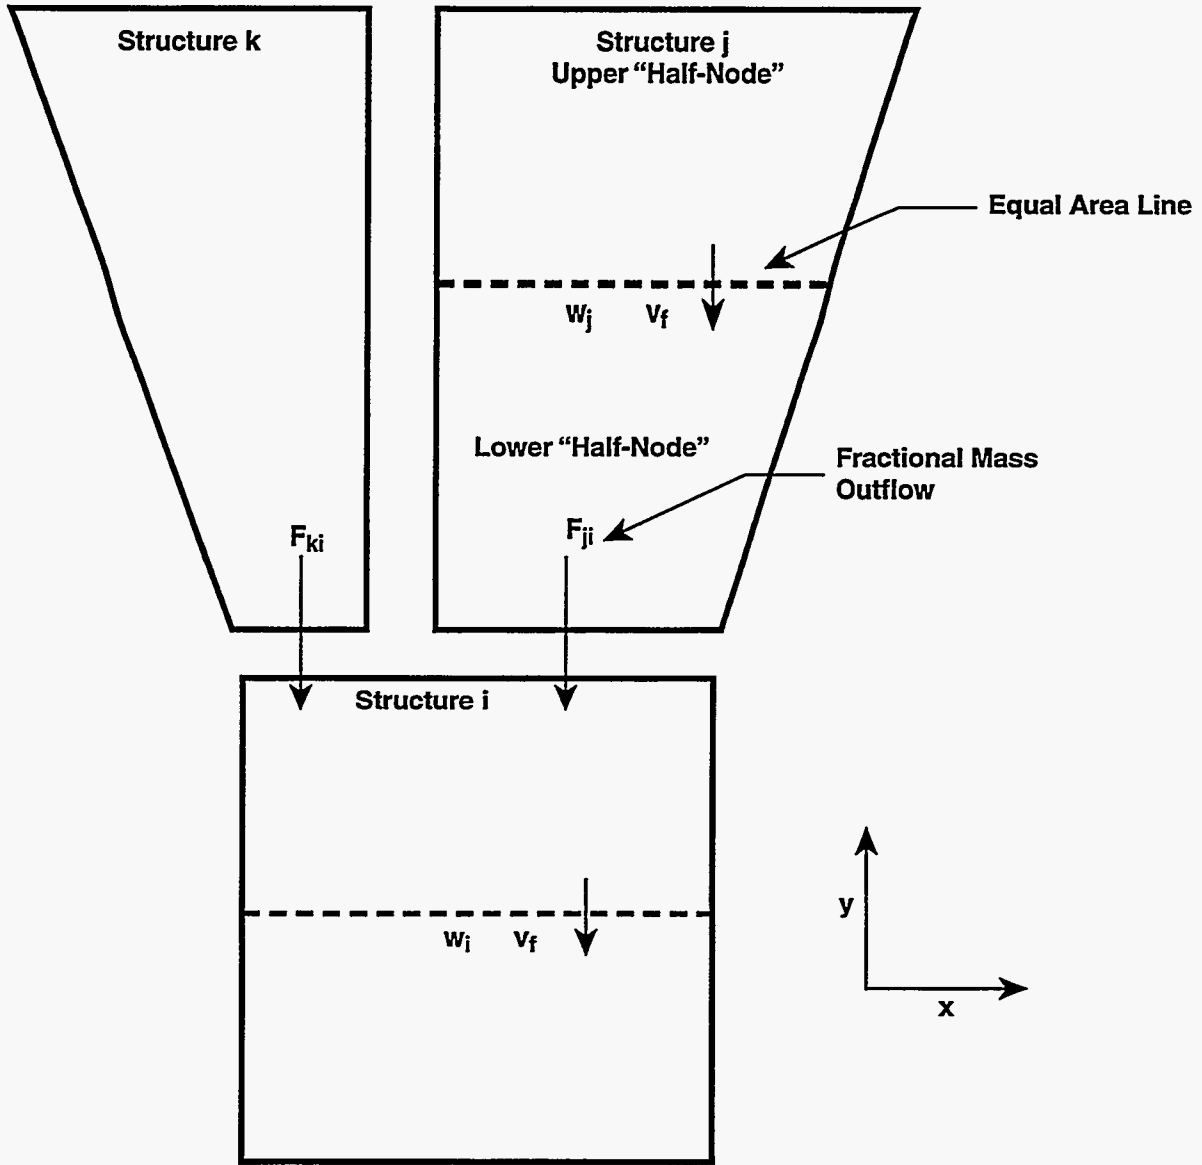 Structure k
Structure j
Upper “Half-Node”
Equal Area Line
wj vf
Lower “Half-Node”
Fractional Mass
Outflow
Fki
Fji
Structure i
wi vf
y
x